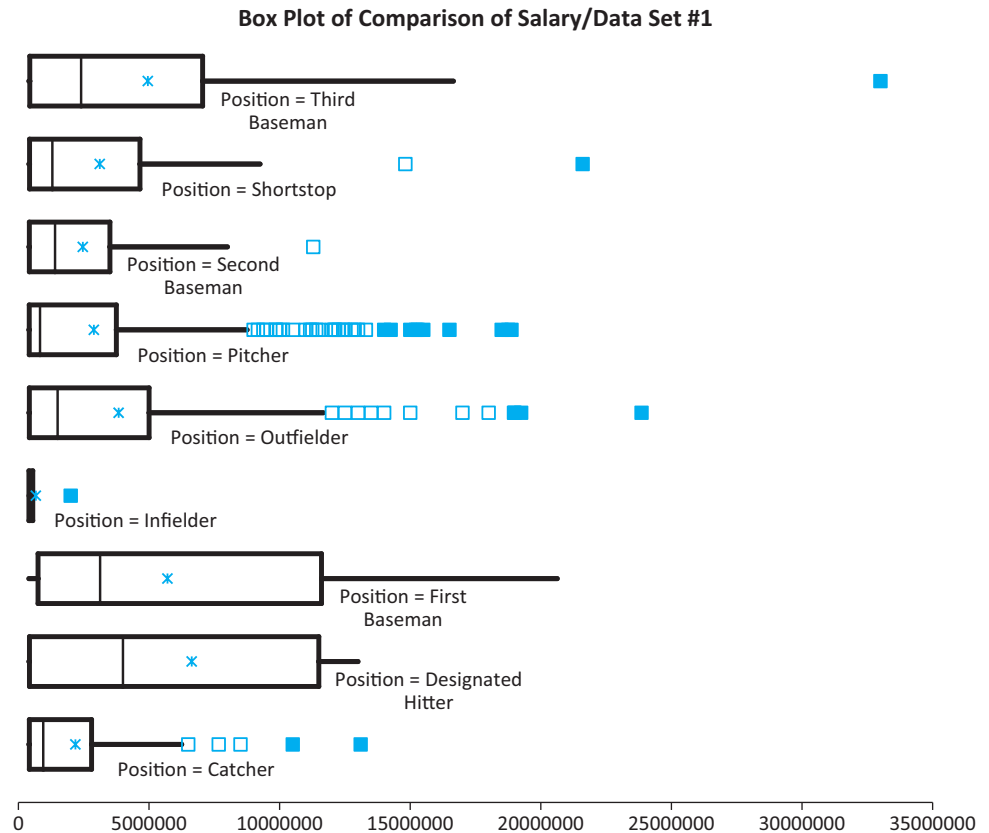 Box Plot of Comparison of Salary/Data Set #1
Position = Third
Baseman
Position = Shortstop
Position = Second
Baseman
Position = Pitcher
Position = Outfielder
Position = Infielder
Position = First
Baseman
Position = Designated
Hitter
Position = Catcher
0 5000000 10000000 15000000 20000000 25000000 30000000 35000000